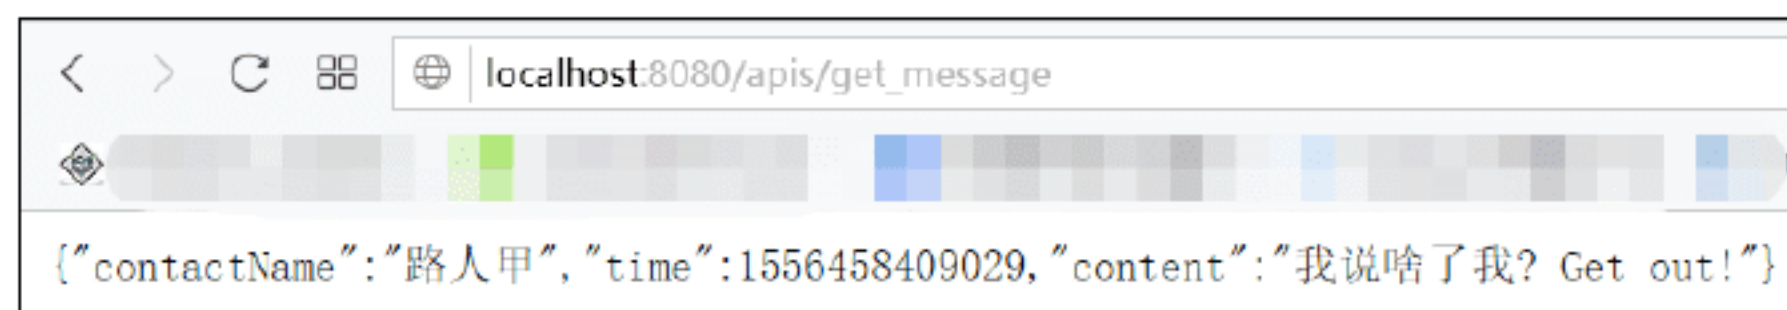 localhost:8080/apis/get_message
{"contactName":"路人甲","time":1556458409029,"content":"我说啥了我? Get out!"}